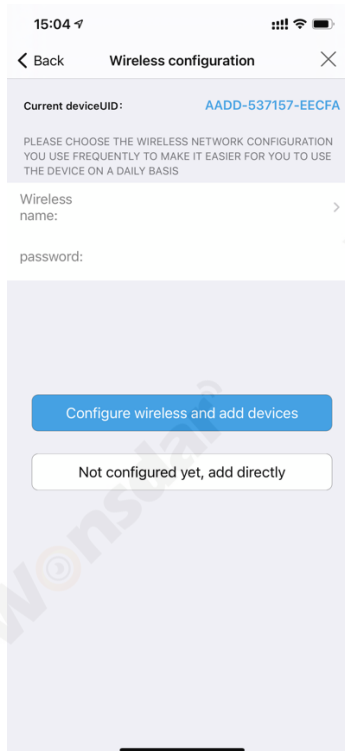 15:04
Back Wireless configuration
Current deviceUID: AADD-537157-EECFA
PLEASE CHOOSE THE WIRELESS NETWORK CONFIGURATION
YOU USE FREQUENTLY TO MAKE IT EASIER FOR YOU TO USE
THE DEVICE ON A DAILY BASIS
Wireless
name:
password:
Configure wireless and add devices
Not configured yet, add directly
Wonsdar